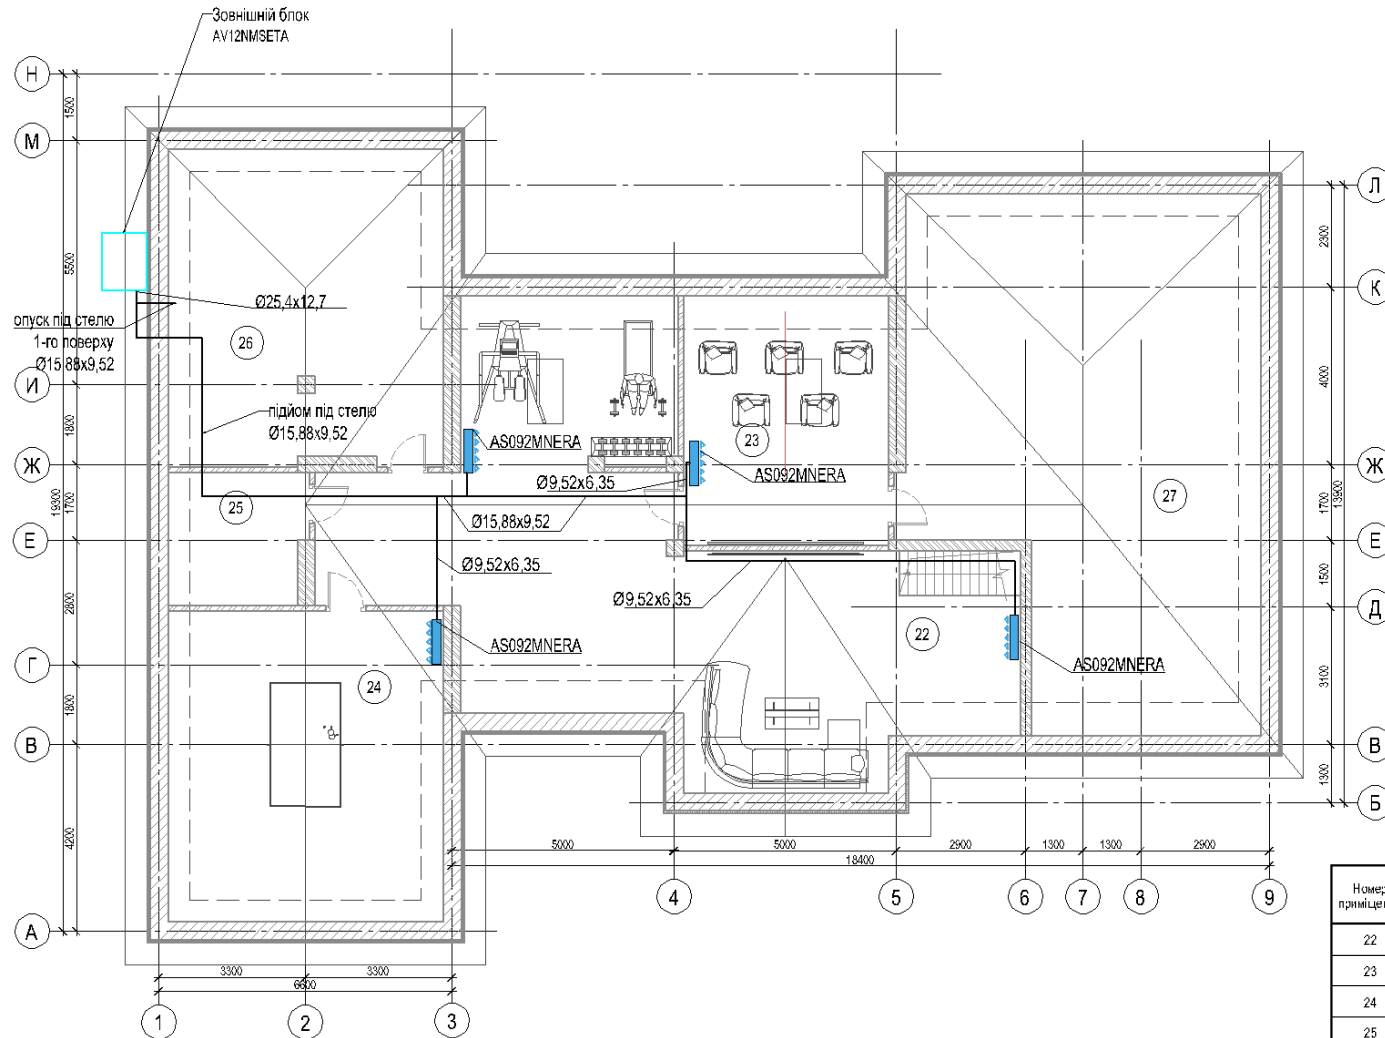 Зовнішній блок
AV12NMSETA
Н
М
И
Ж
Е
Г
В
А
Л
К
Ж
Е
Д
В
Б
1500
5500
1800
1700
2800
1800
4200
19300
2300
4000
1700
1500
3100
1300
13900
Ø25,4x12,7
опуск під стелю
1-го поверху
Ø15,88x9,52
26
підйом під стелю
Ø15,88x9,52
AS092MNERA
23
AS092MNERA
Ø9,52x6,35
25
Ø15,88x9,52
27
Ø9,52x6,35
Ø9,52x6,35
22
AS092MNERA
AS092MNERA
24
5000
5000
2900
1300
1300
2900
18400
4
5
6
7
8
9
3300
3300
6600
1
2
3
22
23
24
25